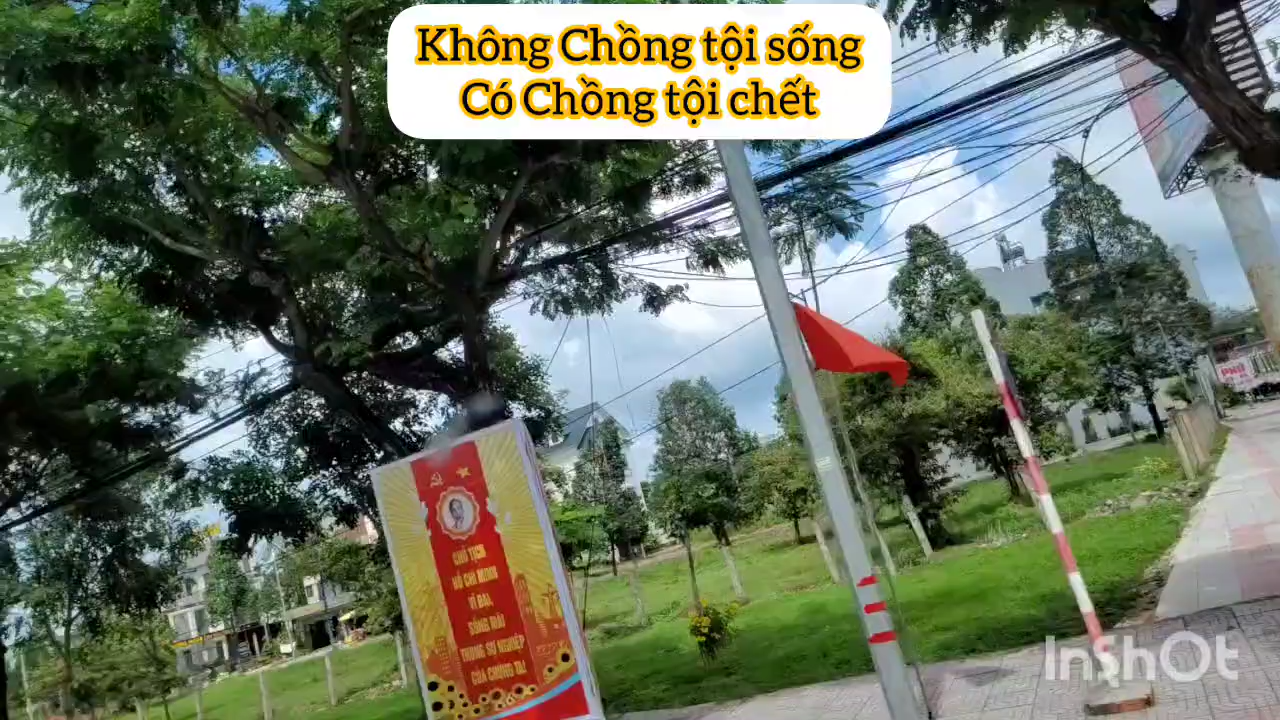 Không Chồng tội sống
Có Chồng tội chết
CHỦ TỊCH
HỒ CHÍ MINH
VĨ ĐẠI,
SỐNG MÃI
TRONG SỰ NGHIỆP
CỦA CHÚNG TA!
PHÚ
InShOt